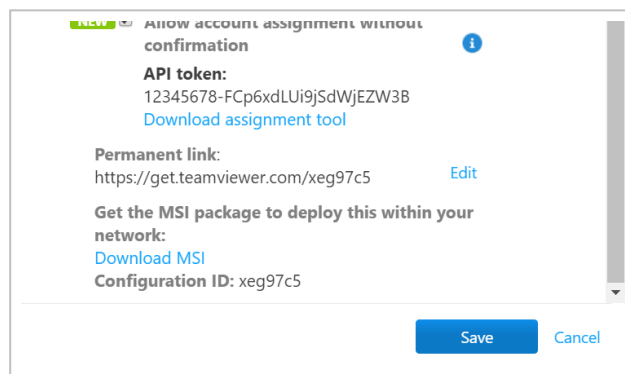 NEW Allow account assignment without
confirmation
API token:
12345678-FCp6xdLUi9jSdWjEZW3B
Download assignment tool
Permanent link:
https://get.teamviewer.com/xeg97c5 Edit
Get the MSI package to deploy this within your
network:
Download MSI
Configuration ID: xeg97c5
Save Cancel